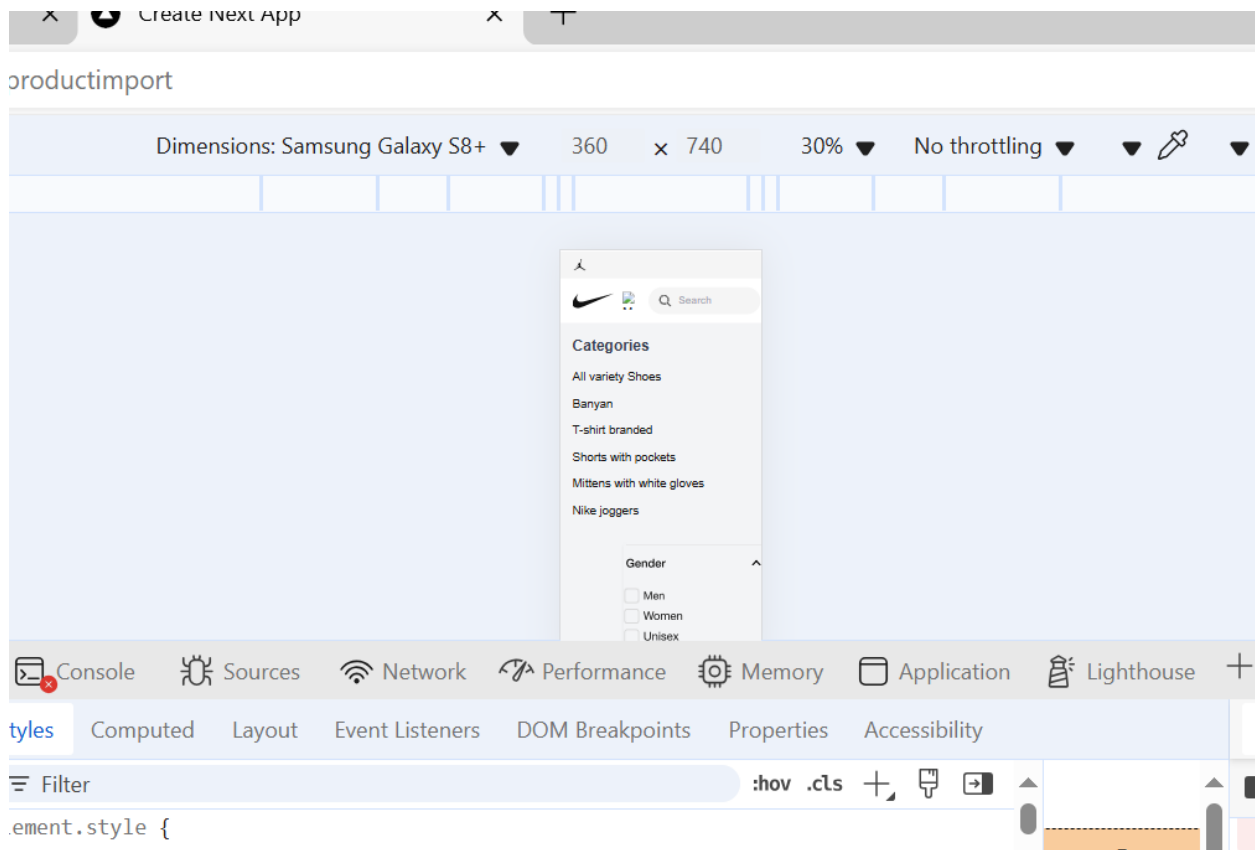 Create Next App
productimport
Dimensions: Samsung Galaxy S8+ 360 × 740 30% No throttling
Search
Categories
All variety Shoes
Banyan
T-shirt branded
Shorts with pockets
Mittens with white gloves
Nike joggers
Gender
Men
Women
Unisex
Console Sources Network Performance Memory Application Lighthouse
tyles Computed Layout Event Listeners DOM Breakpoints Properties Accessibility
Filter :hov .cls
ement.style {